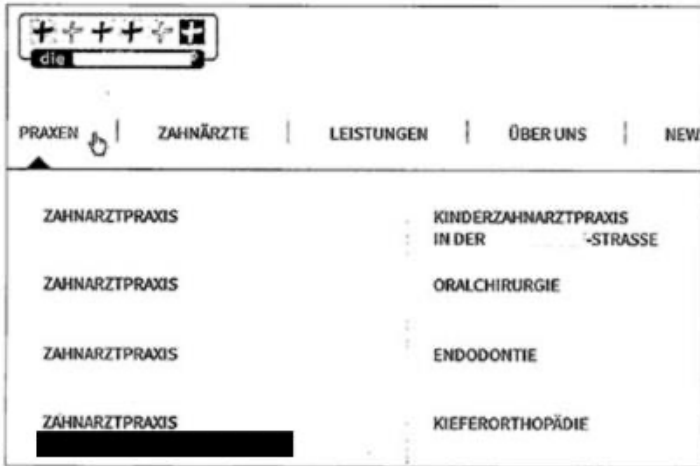 die
PRAXEN | ZAHNÄRZTE | LEISTUNGEN | ÜBER UNS | NEW
ZAHNARZTPRAXIS
KINDERZAHNARZTPRAXIS
IN DER -STRASSE
ZAHNARZTPRAXIS
ORALCHIRURGIE
ZAHNARZTPRAXIS
ENDODONTIE
ZAHNARZTPRAXIS
KIEFERORTHOPÄDIE